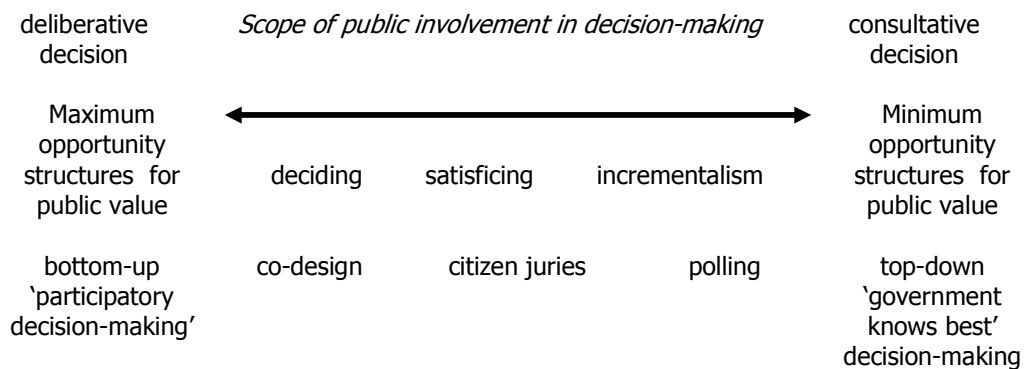 deliberative
decision
Scope of public involvement in decision-making
consultative
decision
Maximum
opportunity
structures for
public value
deciding
satisficing
incrementalism
Minimum
opportunity
structures for
public value
bottom-up
‘participatory
decision-making’
co-design
citizen juries
polling
top-down
‘government
knows best’
decision-making